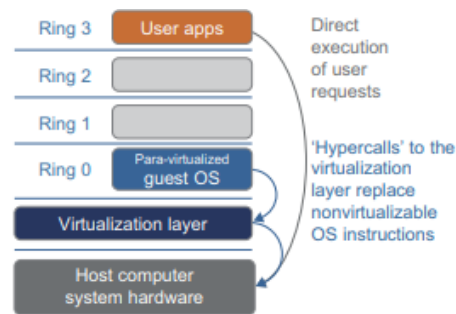 Ring 3
User apps
Ring 2
Ring 1
Ring 0
Para-virtualized
guest OS
Virtualization layer
Host computer
system hardware
Direct
execution
of user
requests
‘Hypercalls’ to the
virtualization
layer replace
nonvirtualizable
OS instructions